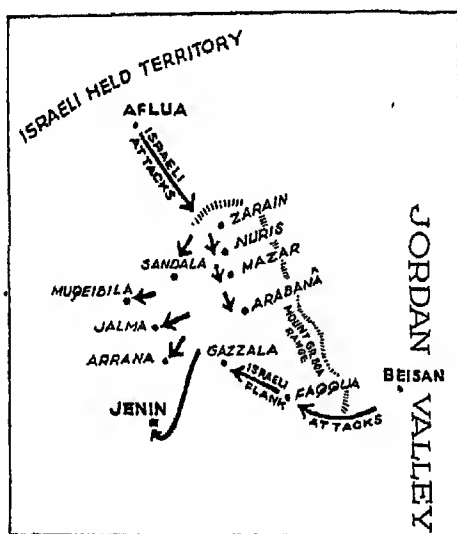 ISRAELI HELD TERRITORY
AFLUA
ISRAELI
ATTACKS
ZARAIN
NURIS
SANDALA
MAZAR
MUQEIBILA
ARABANA
JALMA
MOUNT GILBOA
RANGE
ARRANA
GAZZALA
BEISAN
ISRAELI
FLANK
FAQQUA
ATTACKS
JENIN
JORDAN VALLEY